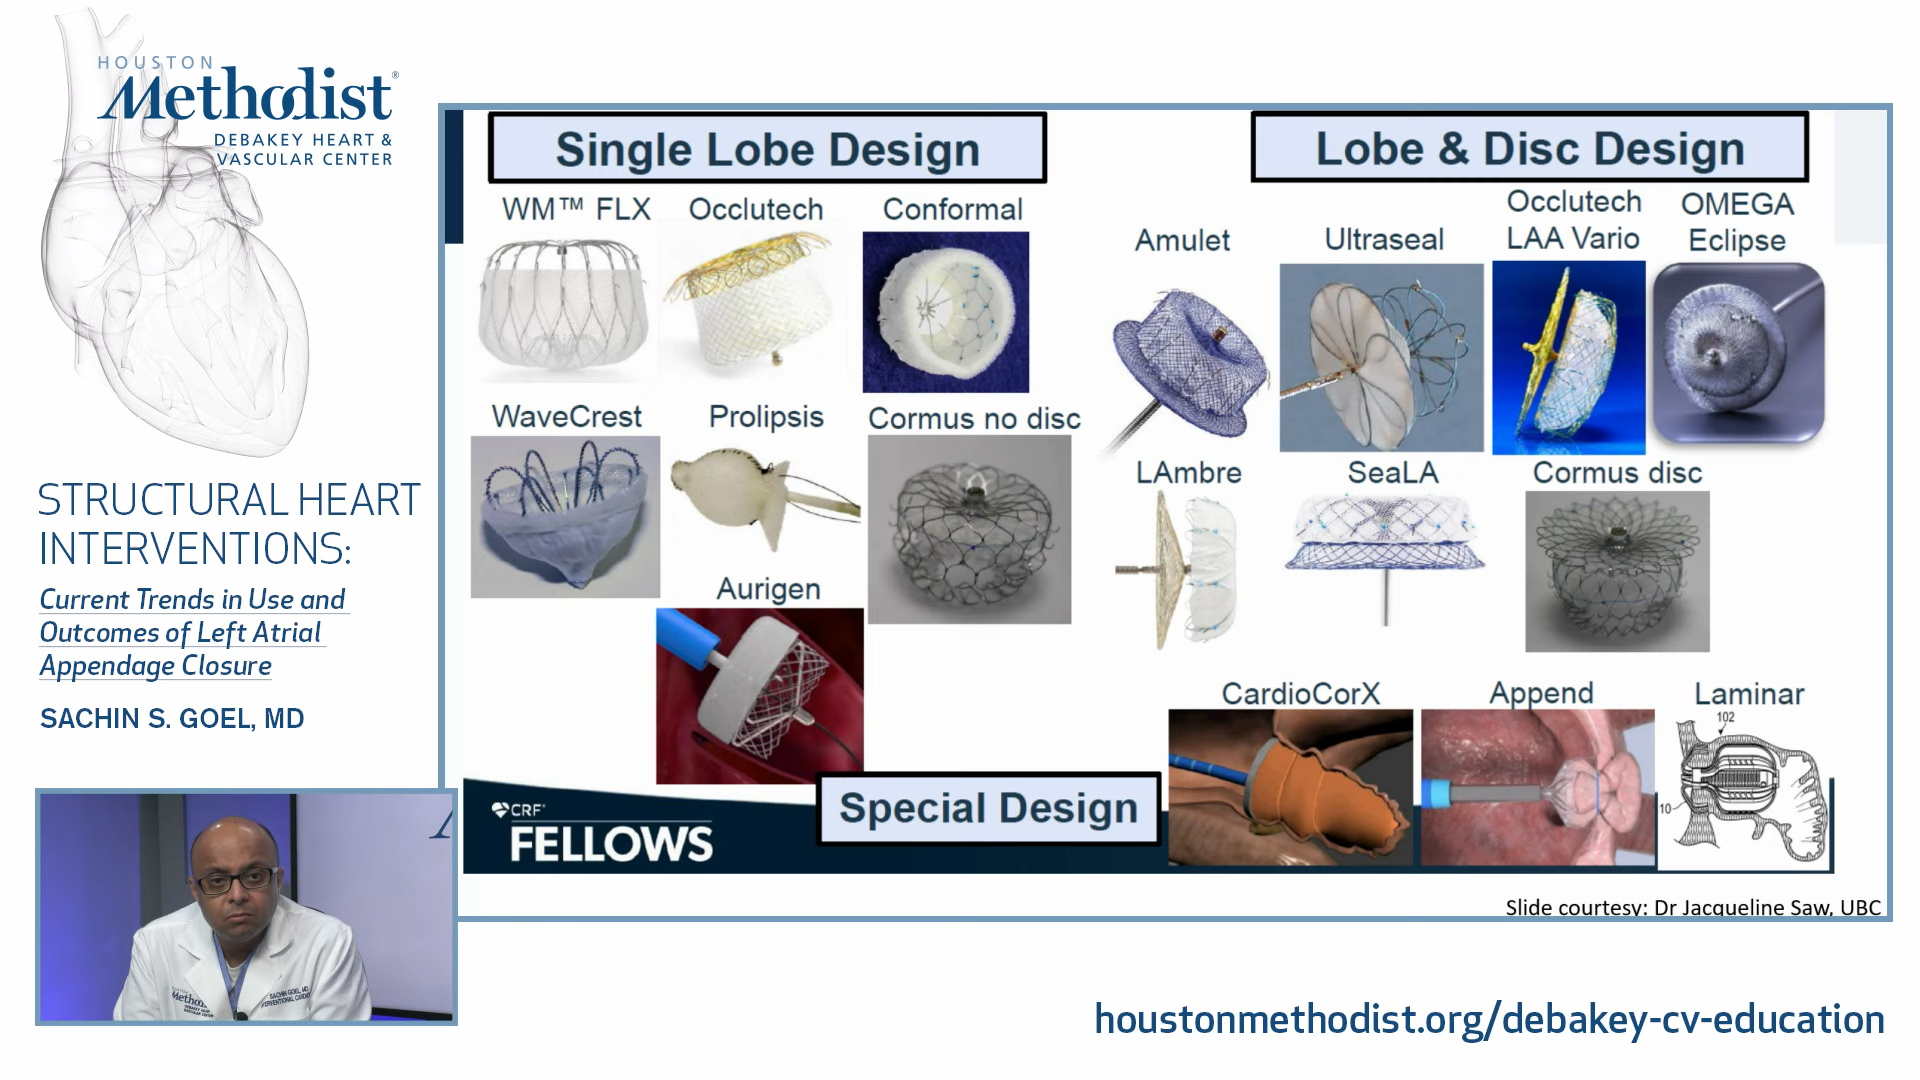 HOUSTON
Methodist®
DEBAKEY HEART &
VASCULAR CENTER
STRUCTURAL HEART
INTERVENTIONS:
Current Trends in Use and
Outcomes of Left Atrial
Appendage Closure
SACHIN S. GOEL, MD
Single Lobe Design
WM™ FLX
Occlutech
Conformal
WaveCrest
Prolipsis
Cormus no disc
Aurigen
Lobe & Disc Design
Amulet
Ultraseal
Occlutech
LAA Vario
OMEGA
Eclipse
LAmbre
SeaLA
Cormus disc
Special Design
CardioCorX
Append
Laminar
102
10
CRF
FELLOWS
Slide courtesy: Dr Jacqueline Saw, UBC
SACHIN GOEL, MD
houstonmethodist.org/debakey-cv-education